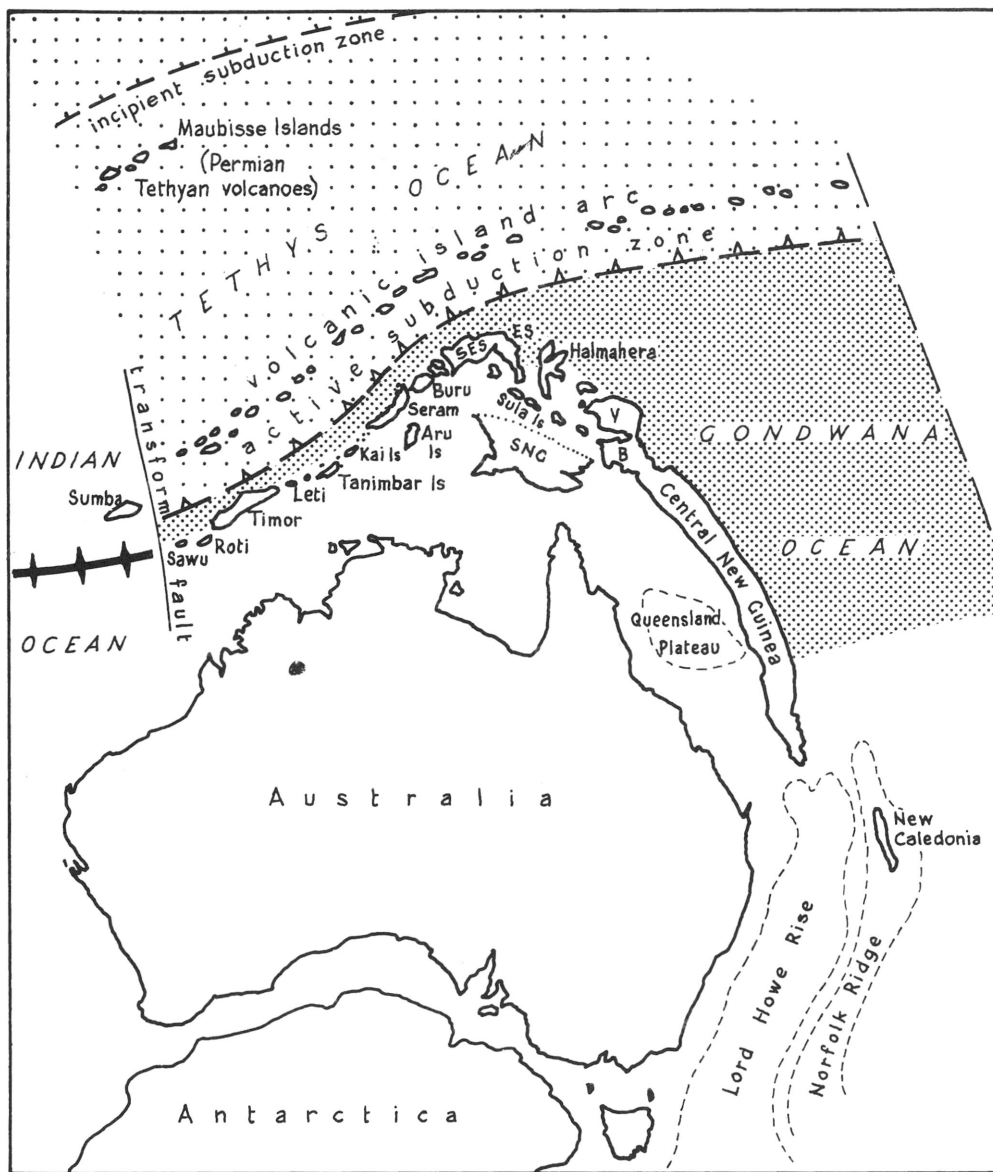 incipient subduction zone
Maubisse Islands
(Permian
Tethyan volcanoes)
TETHYS OCEAN
volcanic island arc
active subduction zone
transform fault
INDIAN
OCEAN
Sumba
Sawu
Roti
Timor
Leti
Tanimbar Is
Kai Is
Aru
Is
Seram
Buru
SES
ES
Halmahera
Sula Is
SNG
V
B
GONDWANA
OCEAN
Central New Guinea
Queensland
Plateau
Australia
New
Caledonia
Lord Howe Rise
Norfolk Ridge
Antarctica